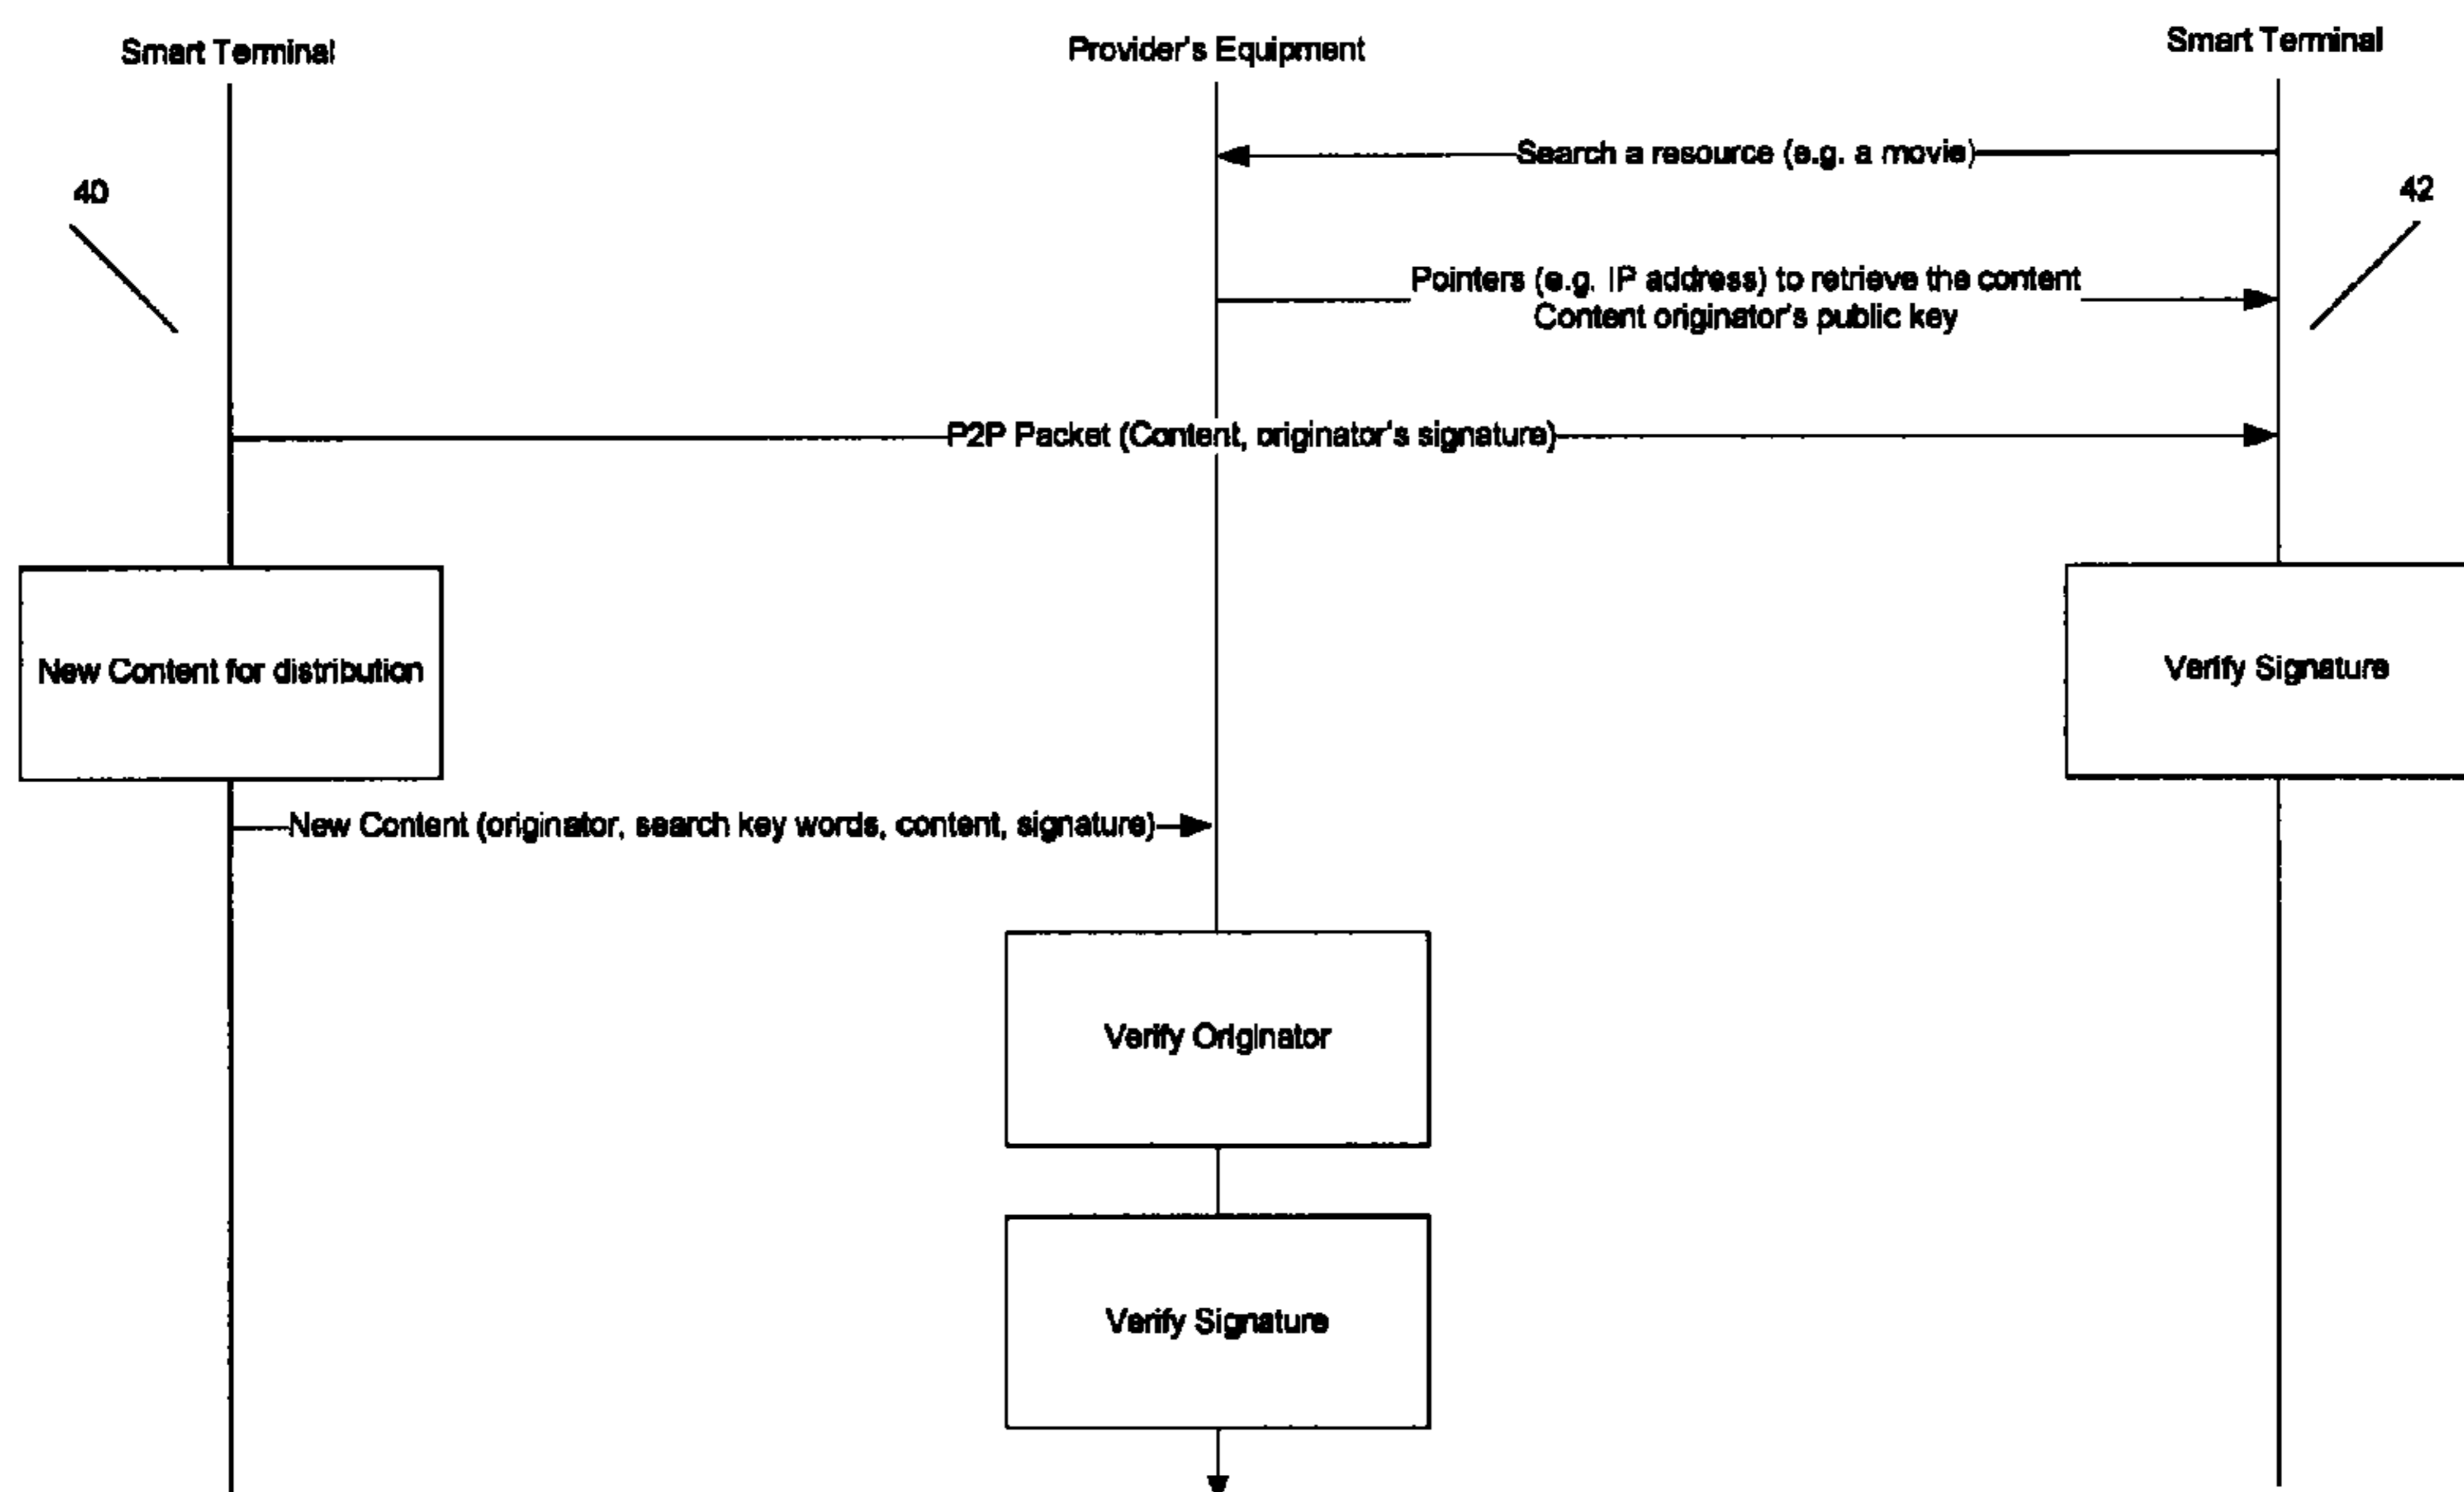 Smart Terminal
Provider's Equipment
Smart Terminal
Search a resource (e.g. a movie)
40
42
Pointers (e.g. IP address) to retrieve the content
Content originator's public key
P2P Packet (Content, originator's signature)
New Content for distribution
Verify Signature
New Content (originator, search key words, content, signature)
Verify Originator
Verify Signature